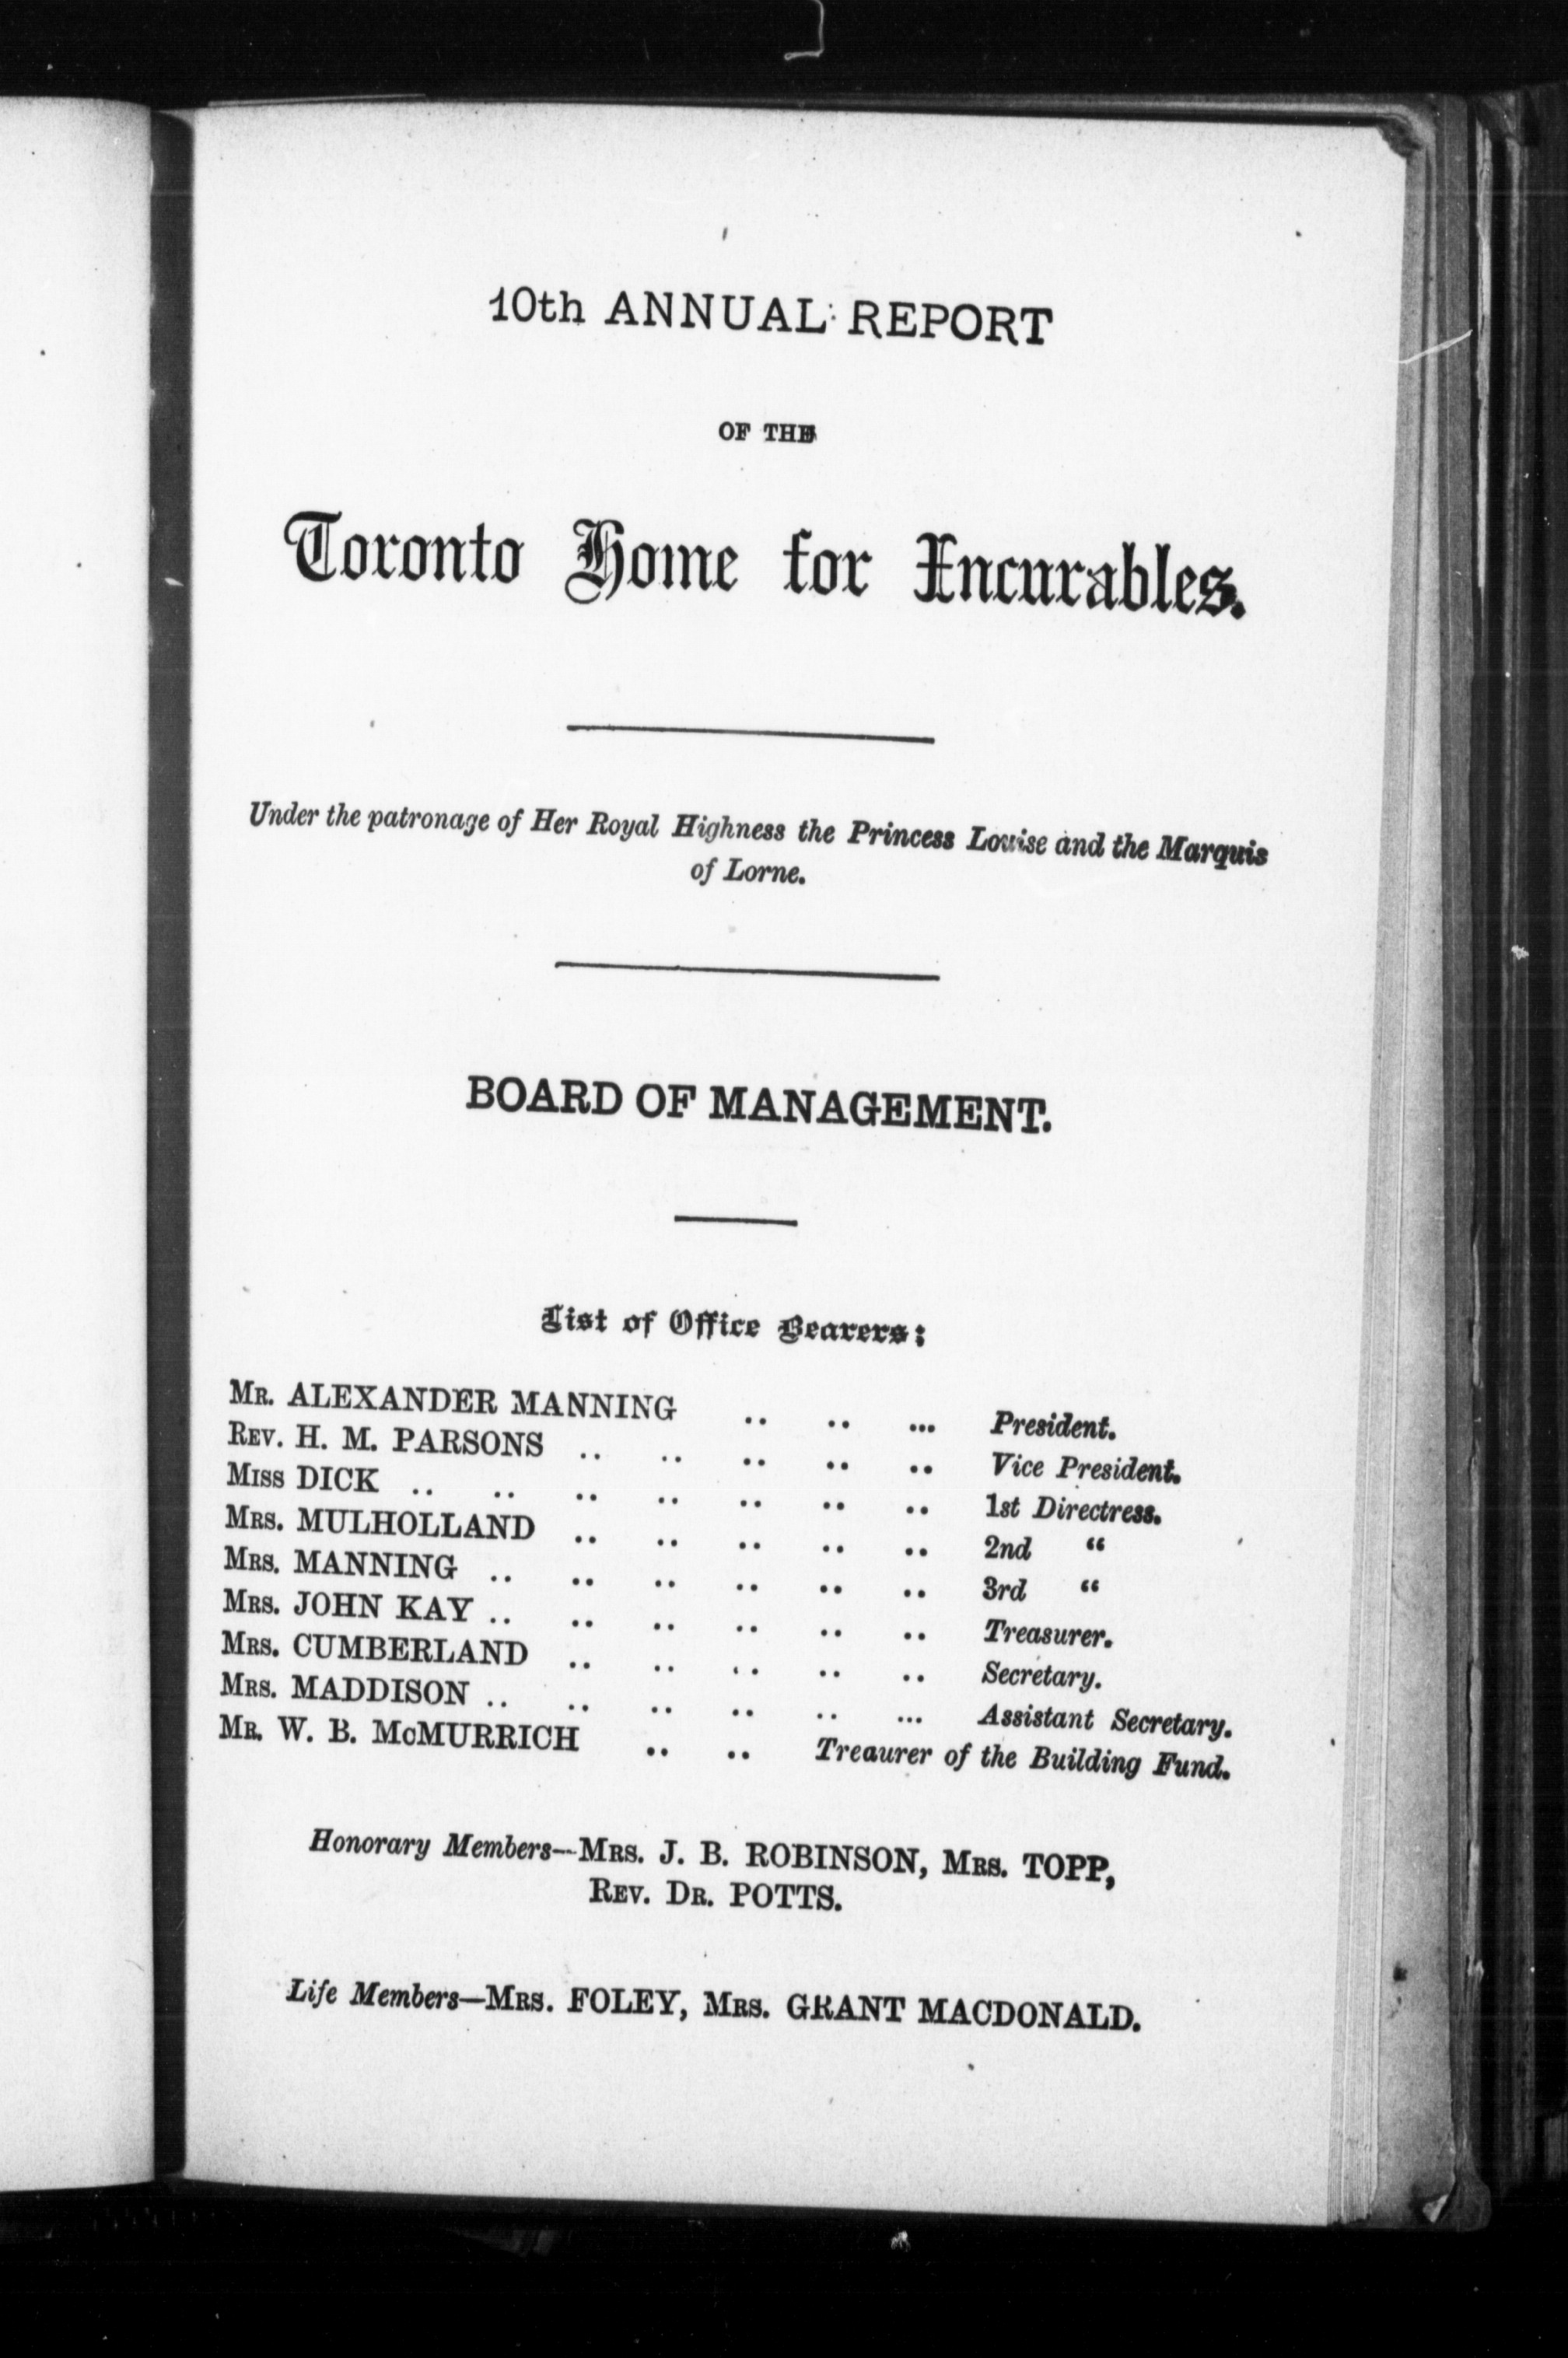 10th ANNUAL REPORT
OF THE
Toronto Home for Incurables.
Under the patronage of Her Royal Highness the Princess Louise and the Marquis
of Lorne.
BOARD OF MANAGEMENT.
List of Office Bearers:
MR. ALEXANDER MANNING .. .. ... President.
REV. H. M. PARSONS .. .. .. .. .. Vice President.
MISS DICK .. .. .. .. .. .. .. 1st Directress.
MRS. MULHOLLAND .. .. .. .. .. 2nd "
MRS. MANNING .. .. .. .. .. .. 3rd "
MRS. JOHN KAY .. .. .. .. .. .. Treasurer.
MRS. CUMBERLAND .. .. .. .. .. Secretary.
MRS. MADDISON .. .. .. .. .. ... Assistant Secretary.
MR. W. B. McMURRICH .. .. Treaurer of the Building Fund.
Honorary Members—MRS. J. B. ROBINSON, MRS. TOPP,
REV. DR. POTTS.
Life Members—MRS. FOLEY, MRS. GRANT MACDONALD.